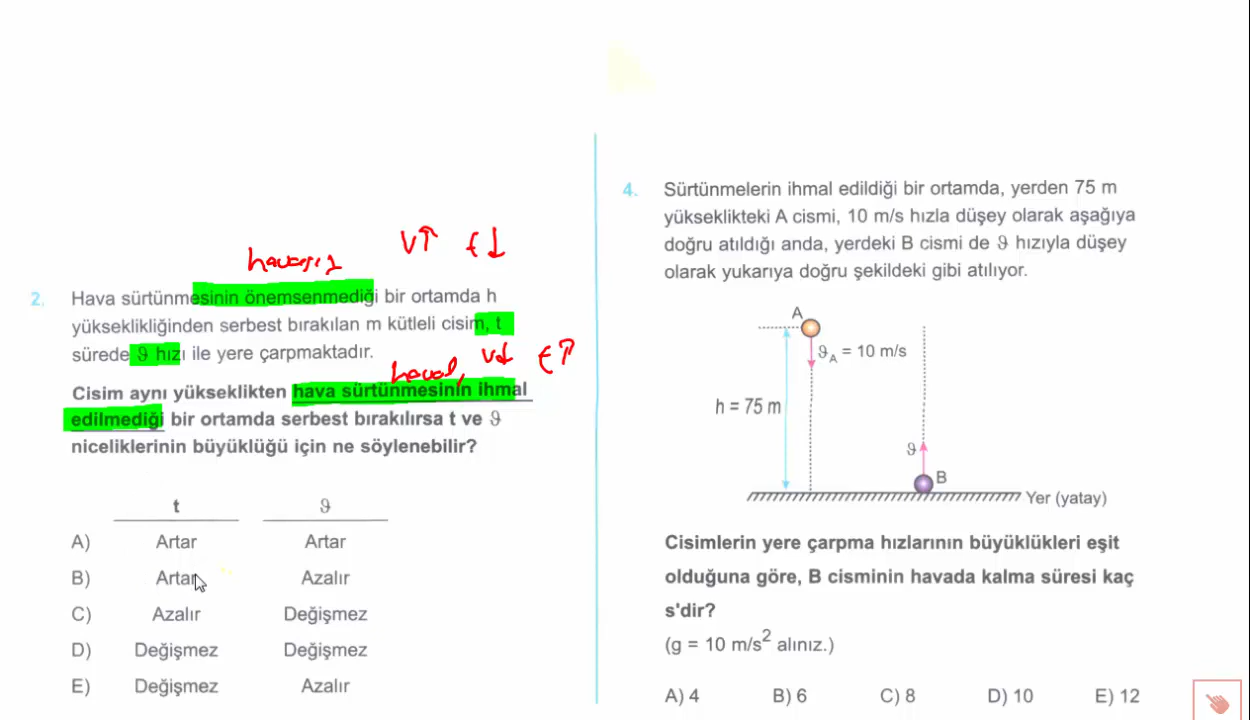 havasız
V↑ t↓
2. Hava sürtünmesinin önemsenmediği bir ortamda h
yükseklikliğinden serbest bırakılan m kütleli cisim, t
sürede ϑ hızı ile yere çarpmaktadır.
havalı
V↓ t↑
Cisim aynı yükseklikten hava sürtünmesinin ihmal
edilmediği bir ortamda serbest bırakılırsa t ve ϑ
niceliklerinin büyüklüğü için ne söylenebilir?
t ϑ
A) Artar Artar
B) Artar Azalır
C) Azalır Değişmez
D) Değişmez Değişmez
E) Değişmez Azalır
4. Sürtünmelerin ihmal edildiği bir ortamda, yerden 75 m
yükseklikteki A cismi, 10 m/s hızla düşey olarak aşağıya
doğru atıldığı anda, yerdeki B cismi de ϑ hızıyla düşey
olarak yukarıya doğru şekildeki gibi atılıyor.
A
ϑA = 10 m/s
h = 75 m
ϑ
B
Yer (yatay)
Cisimlerin yere çarpma hızlarının büyüklükleri eşit
olduğuna göre, B cisminin havada kalma süresi kaç
s'dir?
(g = 10 m/s² alınız.)
A) 4 B) 6 C) 8 D) 10 E) 12